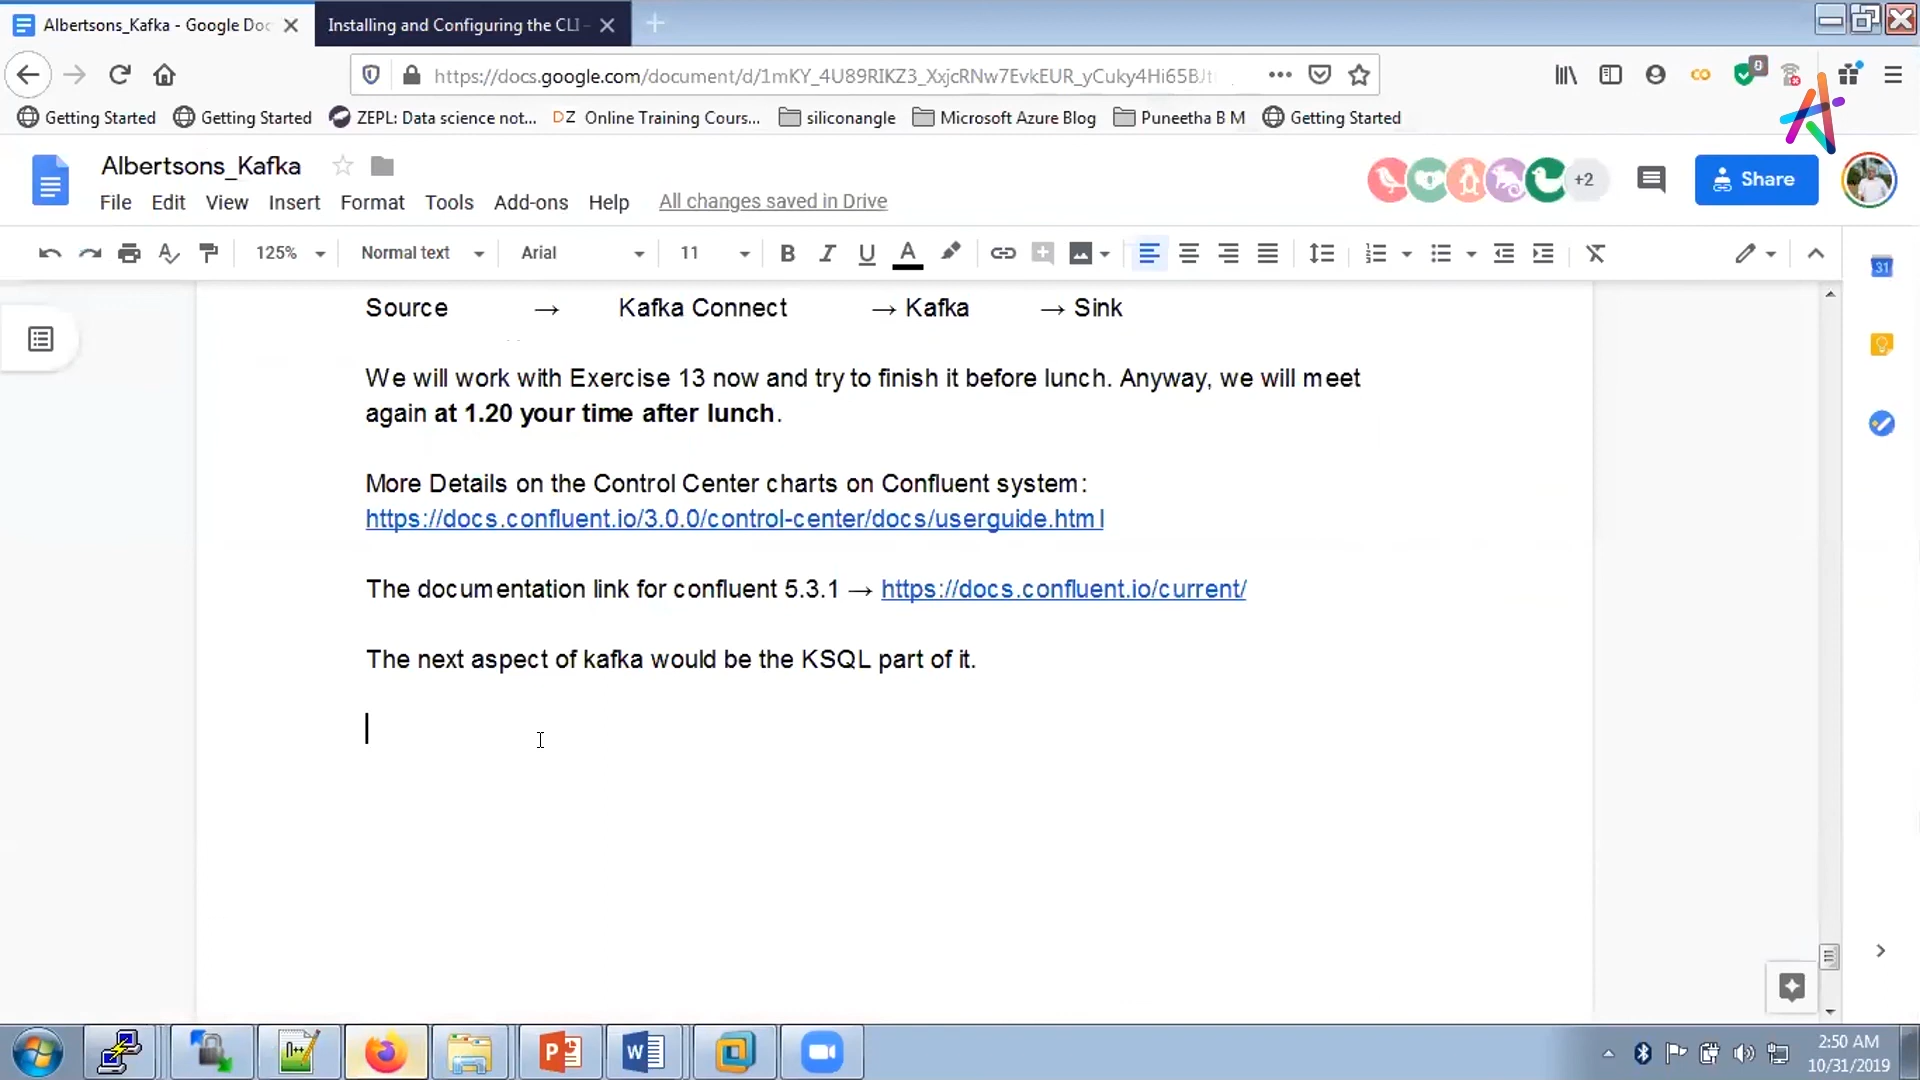 Albertsons_Kafka - Google Doc
Installing and Configuring the CLI -
https://docs.google.com/document/d/1mKY_4U89RIKZ3_XxjcRNw7EvkEUR_yCuky4Hi65BJt
Getting Started
Getting Started
ZEPL: Data science not...
DZ Online Training Cours...
siliconangle
Microsoft Azure Blog
Puneetha B M
Getting Started
Albertsons_Kafka
+2
Share
File Edit View Insert Format Tools Add-ons Help All changes saved in Drive
125% Normal text Arial 11
31
Source → Kafka Connect → Kafka → Sink
We will work with Exercise 13 now and try to finish it before lunch. Anyway, we will meet
again at 1.20 your time after lunch.
More Details on the Control Center charts on Confluent system:
https://docs.confluent.io/3.0.0/control-center/docs/userguide.html
The documentation link for confluent 5.3.1 → https://docs.confluent.io/current/
The next aspect of kafka would be the KSQL part of it.
2:50 AM
10/31/2019